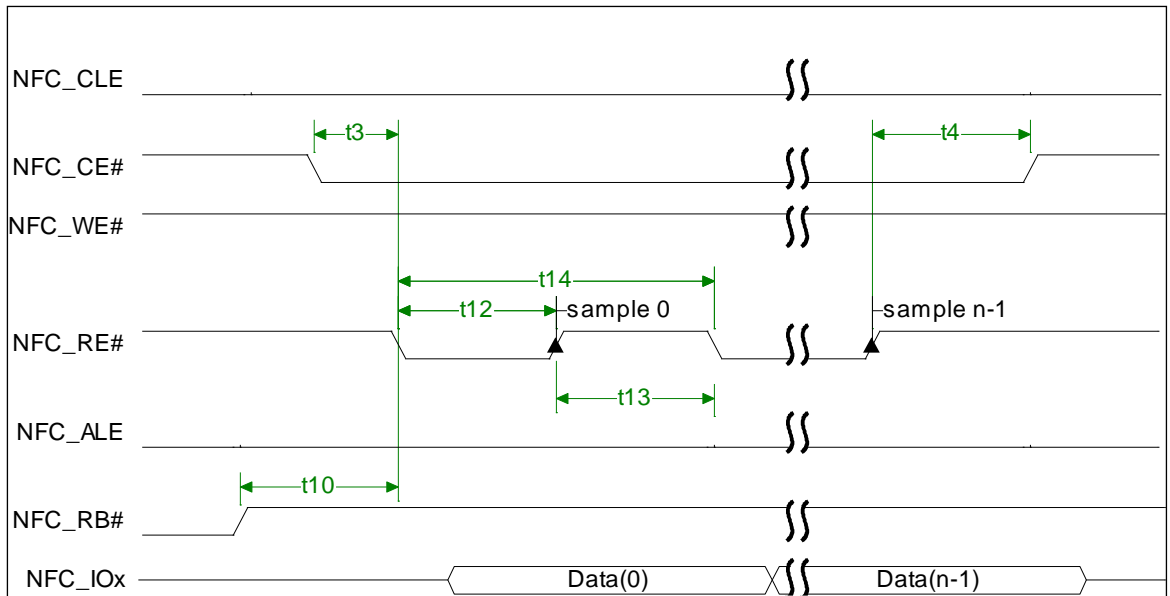 NFC_CLE
t3
t4
NFC_CE#
NFC_WE#
t14
t12
sample 0
sample n-1
NFC_RE#
t13
NFC_ALE
t10
NFC_RB#
NFC_IOx
Data(0)
Data(n-1)